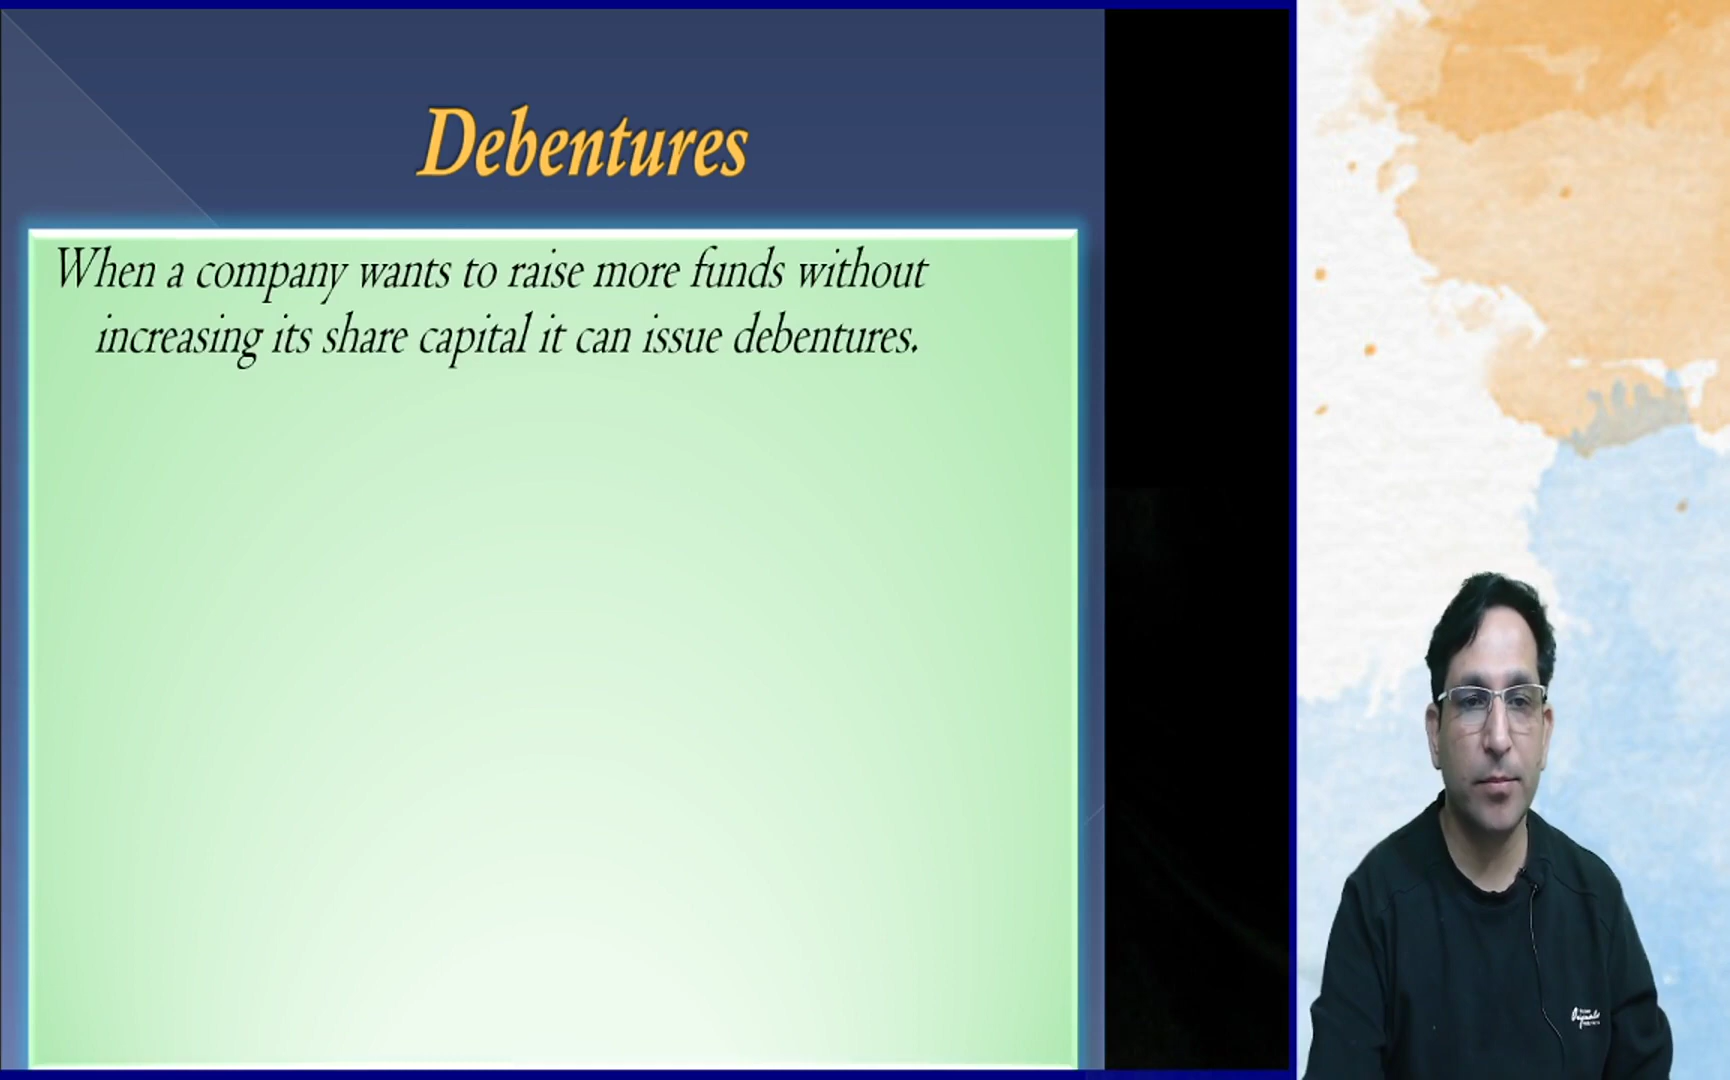 Debentures
When a company wants to raise more funds without
increasing its share capital it can issue debentures.